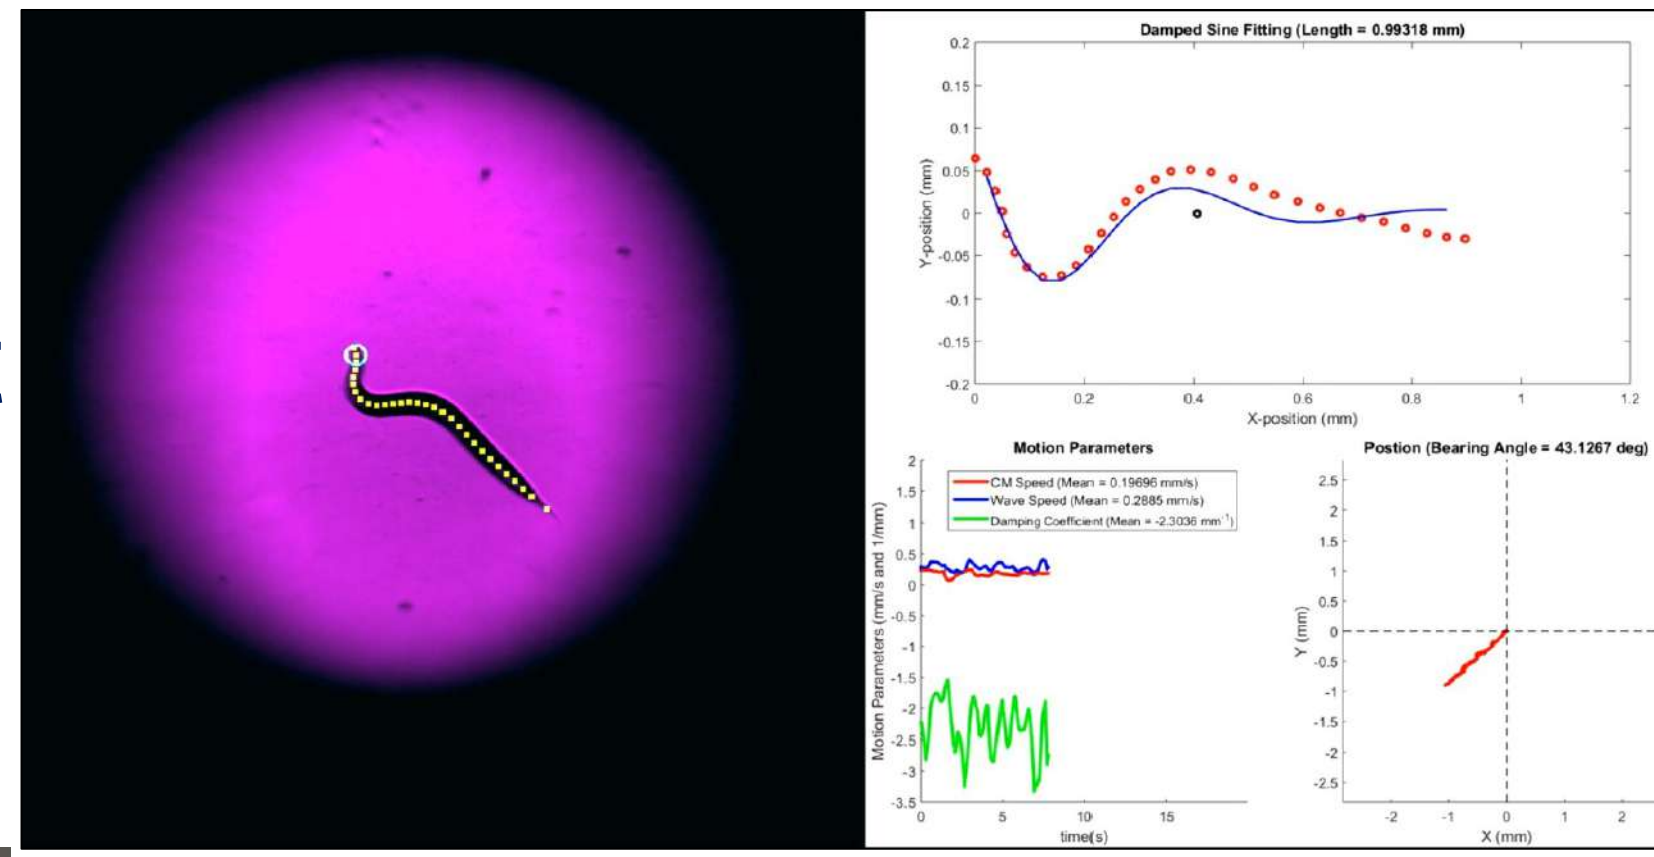 Damped Sine Fitting (Length = 0.99318 mm)
0.2
0.15
0.1
0.05
0
-0.05
-0.1
-0.15
-0.2
Y-position (mm)
0 0.2 0.4 0.6 0.8 1 1.2
X-position (mm)
Motion Parameters
2
1.5
1
0.5
0
-0.5
-1
-1.5
-2
-2.5
-3
-3.5
Motion Parameters (mm/s and 1/mm)
CM Speed (Mean = 0.19696 mm/s)
Wave Speed (Mean = 0.2885 mm/s)
Damping Coefficient (Mean = -2.3036 mm⁻¹)
0 5 10 15
time(s)
Postion (Bearing Angle = 43.1267 deg)
2.5
2
1.5
1
0.5
0
-0.5
-1
-1.5
-2
-2.5
Y (mm)
-2 -1 0 1 2
X (mm)